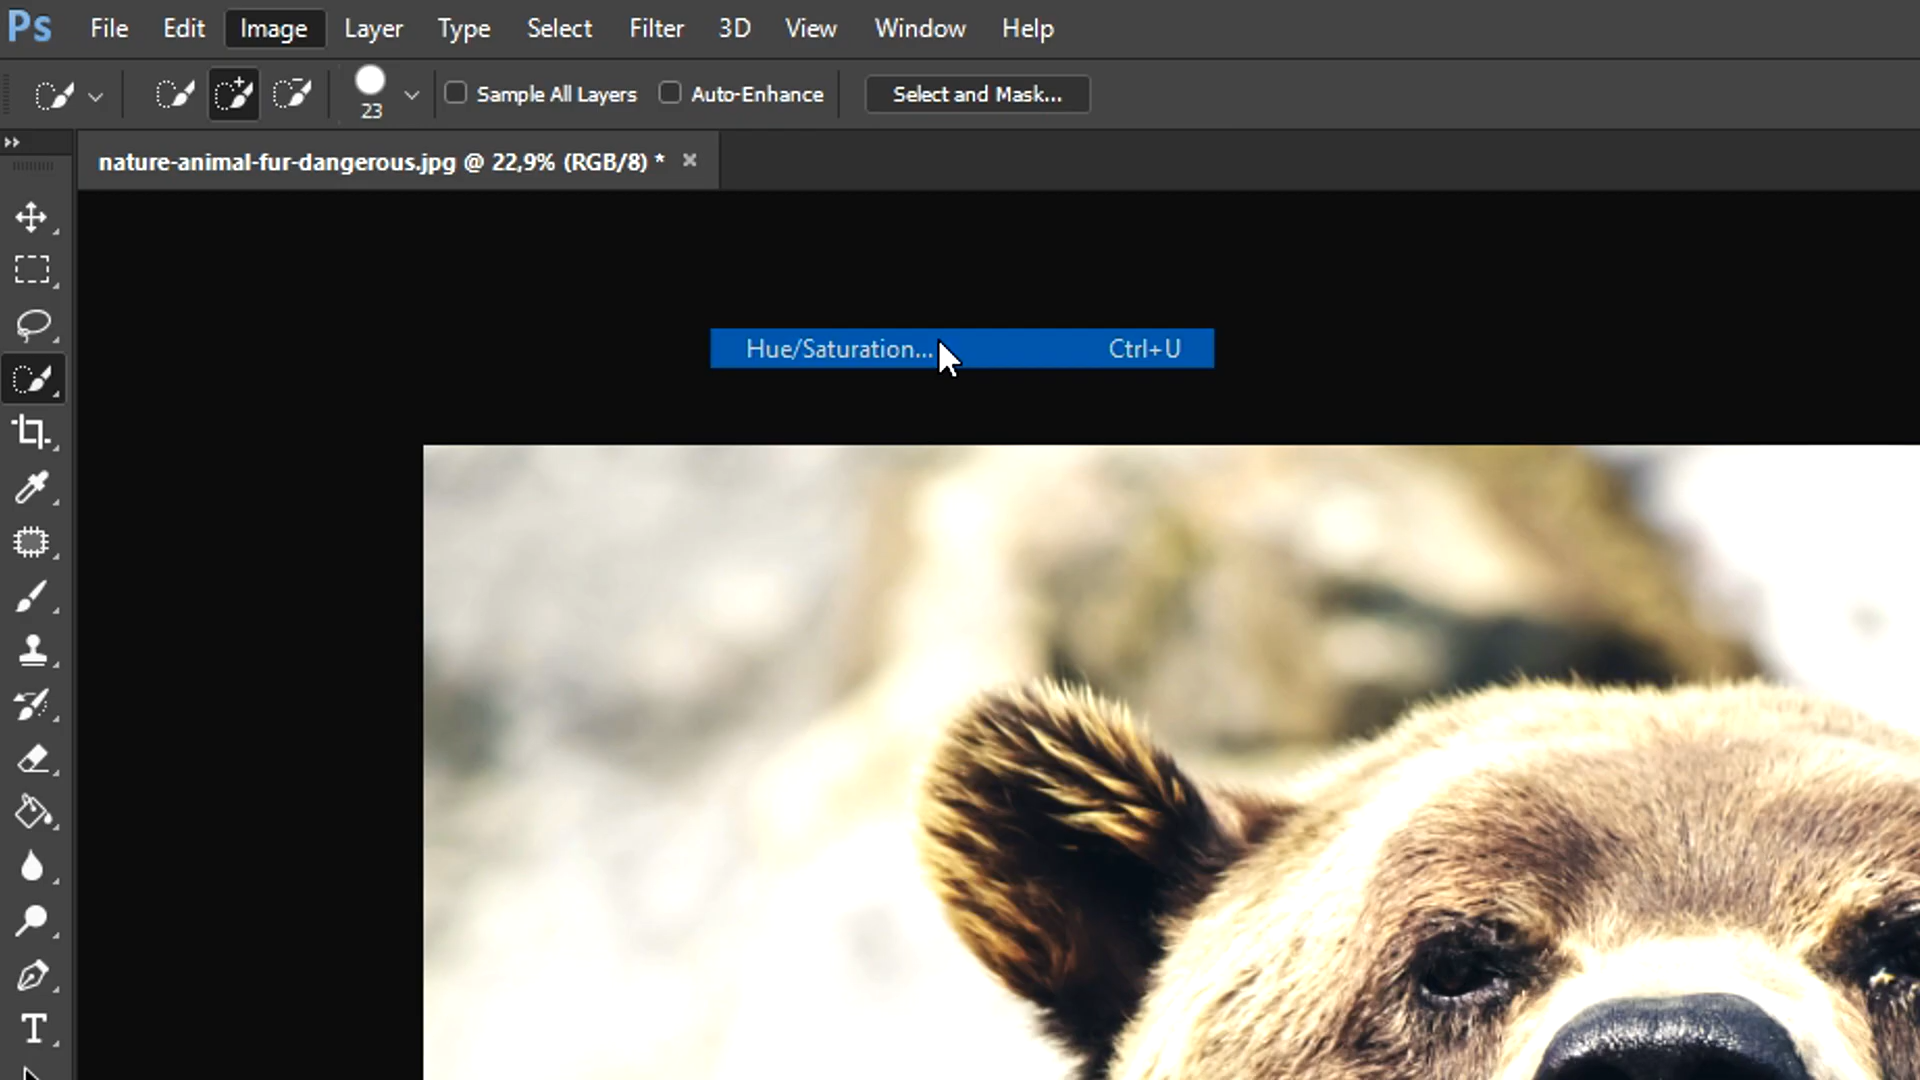 Ps File Edit Image Layer Type Select Filter 3D View Window Help
23 Sample All Layers Auto-Enhance Select and Mask...
nature-animal-fur-dangerous.jpg @ 22,9% (RGB/8) * ×
Hue/Saturation... Ctrl+U